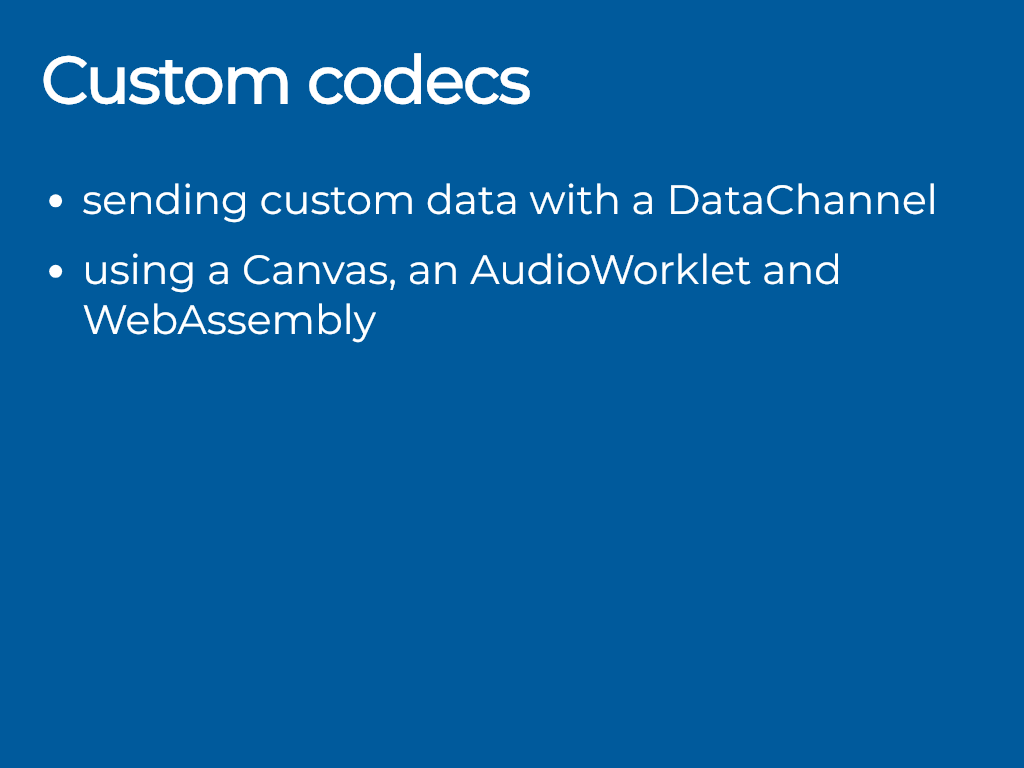 Custom codecs
• sending custom data with a DataChannel
• using a Canvas, an AudioWorklet and
WebAssembly